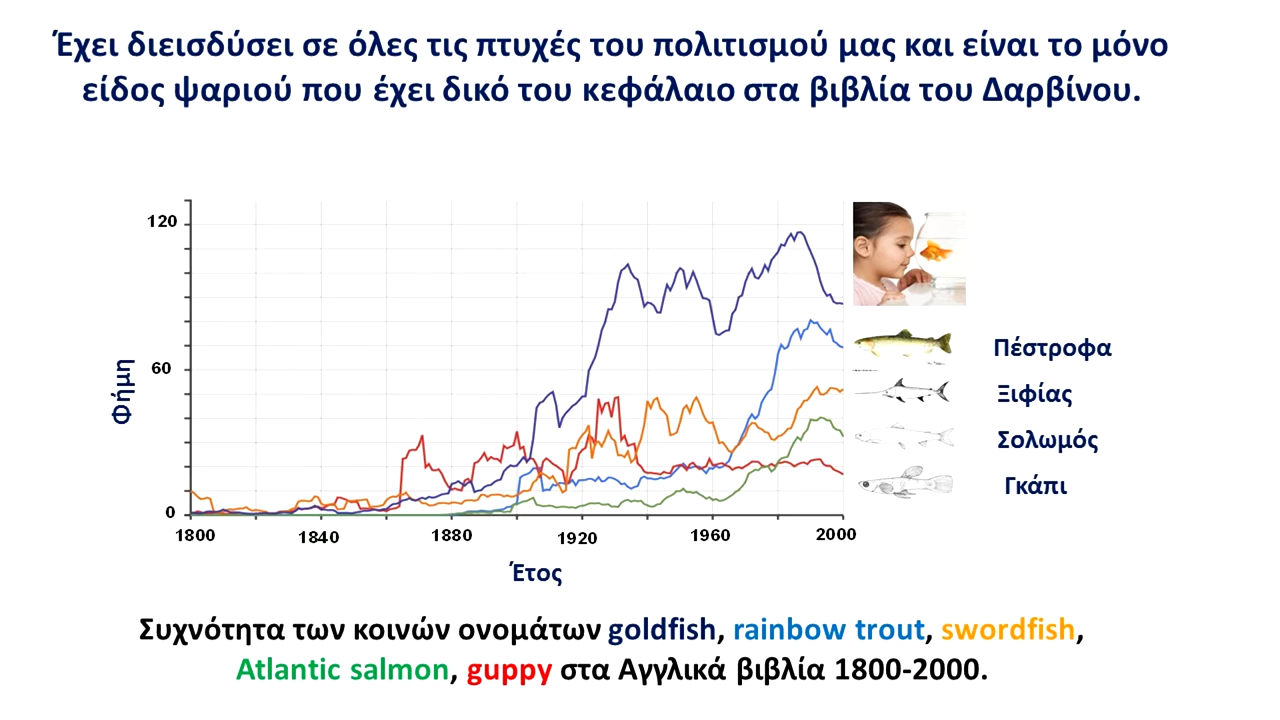 Έχει διεισδύσει σε όλες τις πτυχές του πολιτισμού μας και είναι το μόνο
είδος ψαριού που έχει δικό του κεφάλαιο στα βιβλία του Δαρβίνου.
120
60
0
Φήμη
1800 1840 1880 1920 1960 2000
Έτος
Πέστροφα
Ξιφίας
Σολωμός
Γκάπι
Συχνότητα των κοινών ονομάτων goldfish, rainbow trout, swordfish,
Atlantic salmon, guppy στα Αγγλικά βιβλία 1800-2000.